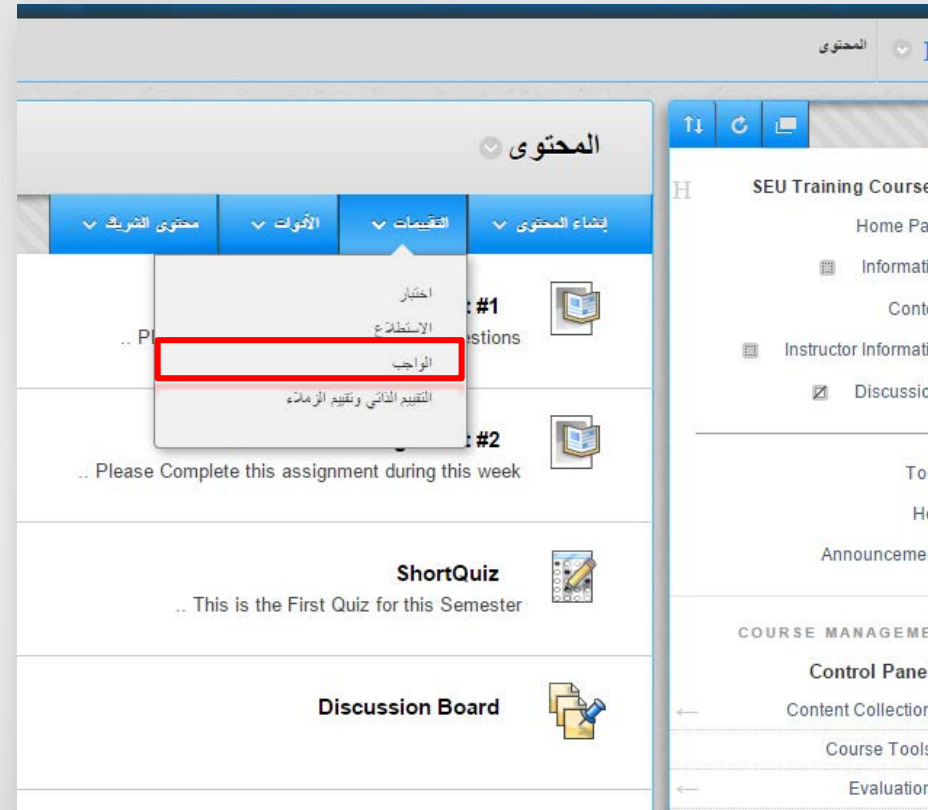 المحتوى
المحتوى
إنشاء المحتوى
التقييمات
الأدوات
محتوى الشريك
اختبار
الاستطلاع
الواجب
التقييم الذاتي وتقييم الزملاء
#1
.. Pl
estions
#2
.. Please Complete this assignment during this week
ShortQuiz
.. This is the First Quiz for this Semester
Discussion Board
H
SEU Training Course
Home Pa
Informati
Conte
Instructor Informati
Discussio
To
Ho
Announceme
COURSE MANAGEME
Control Pane
Content Collection
Course Tools
Evaluation